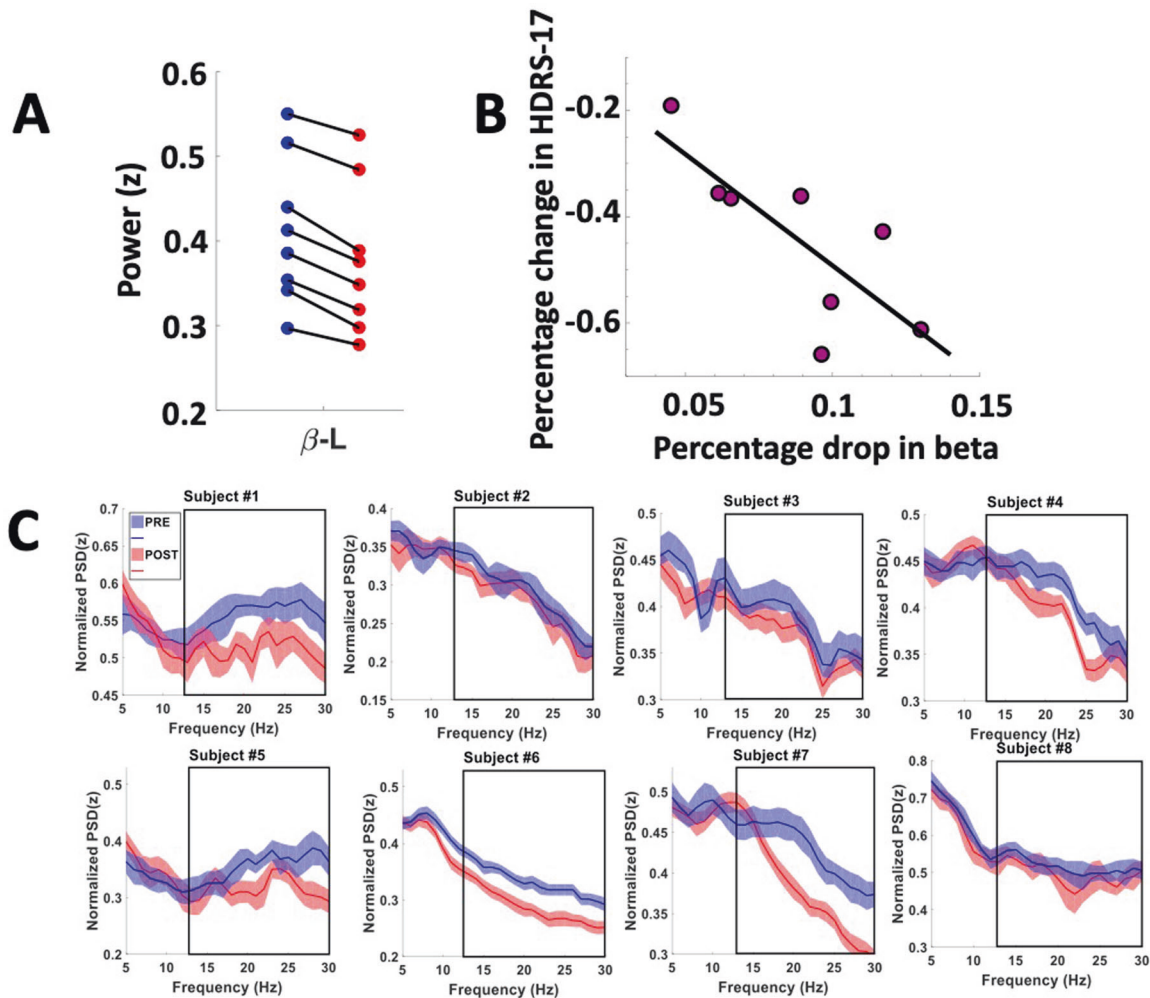 A
Power (z)
0.6
0.5
0.4
0.3
0.2
β-L
B
Percentage change in HDRS-17
-0.2
-0.4
-0.6
0.05 0.1 0.15
Percentage drop in beta
C
Subject #1
Normalized PSD(z)
0.7
0.65
0.6
0.55
0.5
0.45
PRE
POST
5 10 15 20 25 30
Frequency (Hz)
Subject #2
Normalized PSD(z)
0.4
0.35
0.3
0.25
0.2
0.15
5 10 15 20 25 30
Frequency (Hz)
Subject #3
Normalized PSD(z)
0.5
0.45
0.4
0.35
0.3
5 10 15 20 25 30
Frequency (Hz)
Subject #4
Normalized PSD(z)
0.5
0.45
0.4
0.35
0.3
5 10 15 20 25 30
Frequency (Hz)
Subject #5
Normalized PSD(z)
0.5
0.4
0.3
0.2
5 10 15 20 25 30
Frequency (Hz)
Subject #6
Normalized PSD(z)
0.5
0.4
0.3
0.2
5 10 15 20 25 30
Frequency (Hz)
Subject #7
Normalized PSD(z)
0.5
0.45
0.4
0.35
0.3
5 10 15 20 25 30
Frequency (Hz)
Subject #8
Normalized PSD(z)
0.8
0.7
0.6
0.5
0.4
0.3
5 10 15 20 25 30
Frequency (Hz)